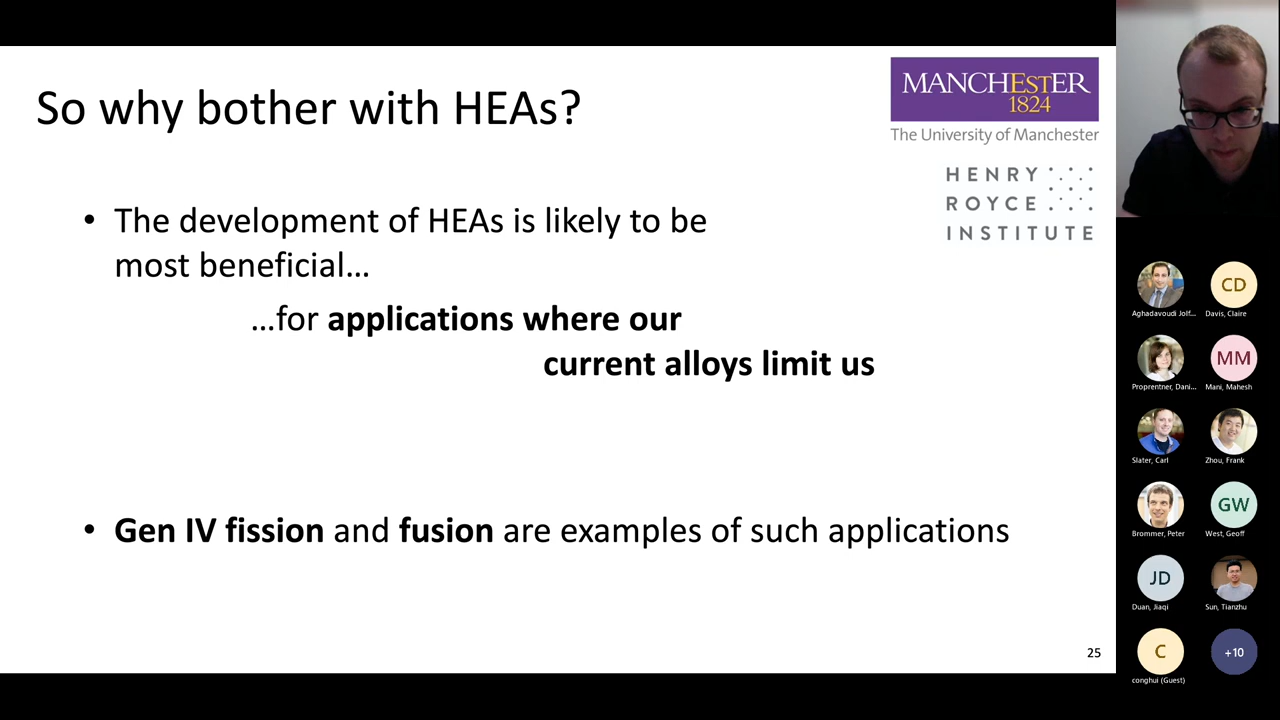 So why bother with HEAs?
MANCHESTER
1824
The University of Manchester
HENRY
ROYCE
INSTITUTE
• The development of HEAs is likely to be
most beneficial...
...for applications where our
current alloys limit us
• Gen IV fission and fusion are examples of such applications
25
CD
Aghadavoudi Jolf...
Davis, Claire
MM
Proprentner, Dani...
Mani, Mahesh
Slater, Carl
Zhou, Frank
GW
Brommer, Peter
West, Geoff
JD
Duan, Jiaqi
Sun, Tianzhu
C
+10
conghui (Guest)